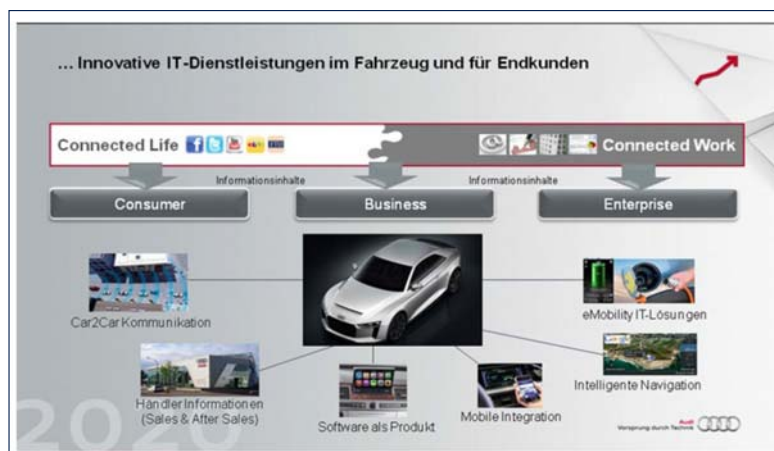 ... Innovative IT-Dienstleistungen im Fahrzeug und für Endkunden
Connected Life
Connected Work
Informationsinhalte
Informationsinhalte
Consumer
Business
Enterprise
Car2Car Kommunikation
eMobility IT-Lösungen
Händler Informationen
(Sales & After Sales)
Software als Produkt
Mobile Integration
Intelligente Navigation
2020
Audi
Vorsprung durch Technik